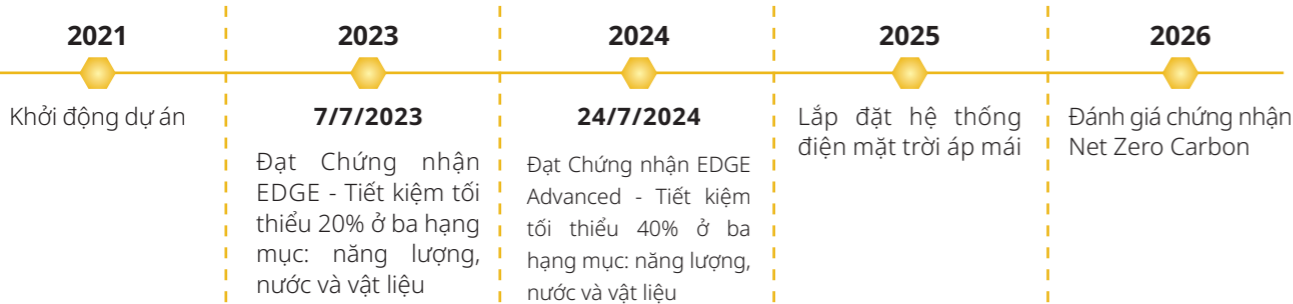 2021
Khởi động dự án
2023
7/7/2023
Đạt Chứng nhận
EDGE - Tiết kiệm tối
thiểu 20% ở ba hạng
mục: năng lượng,
nước và vật liệu
2024
24/7/2024
Đạt Chứng nhận EDGE
Advanced - Tiết kiệm
tối thiểu 40% ở ba
hạng mục: năng lượng,
nước và vật liệu
2025
Lắp đặt hệ thống
điện mặt trời áp mái
2026
Đánh giá chứng nhận
Net Zero Carbon